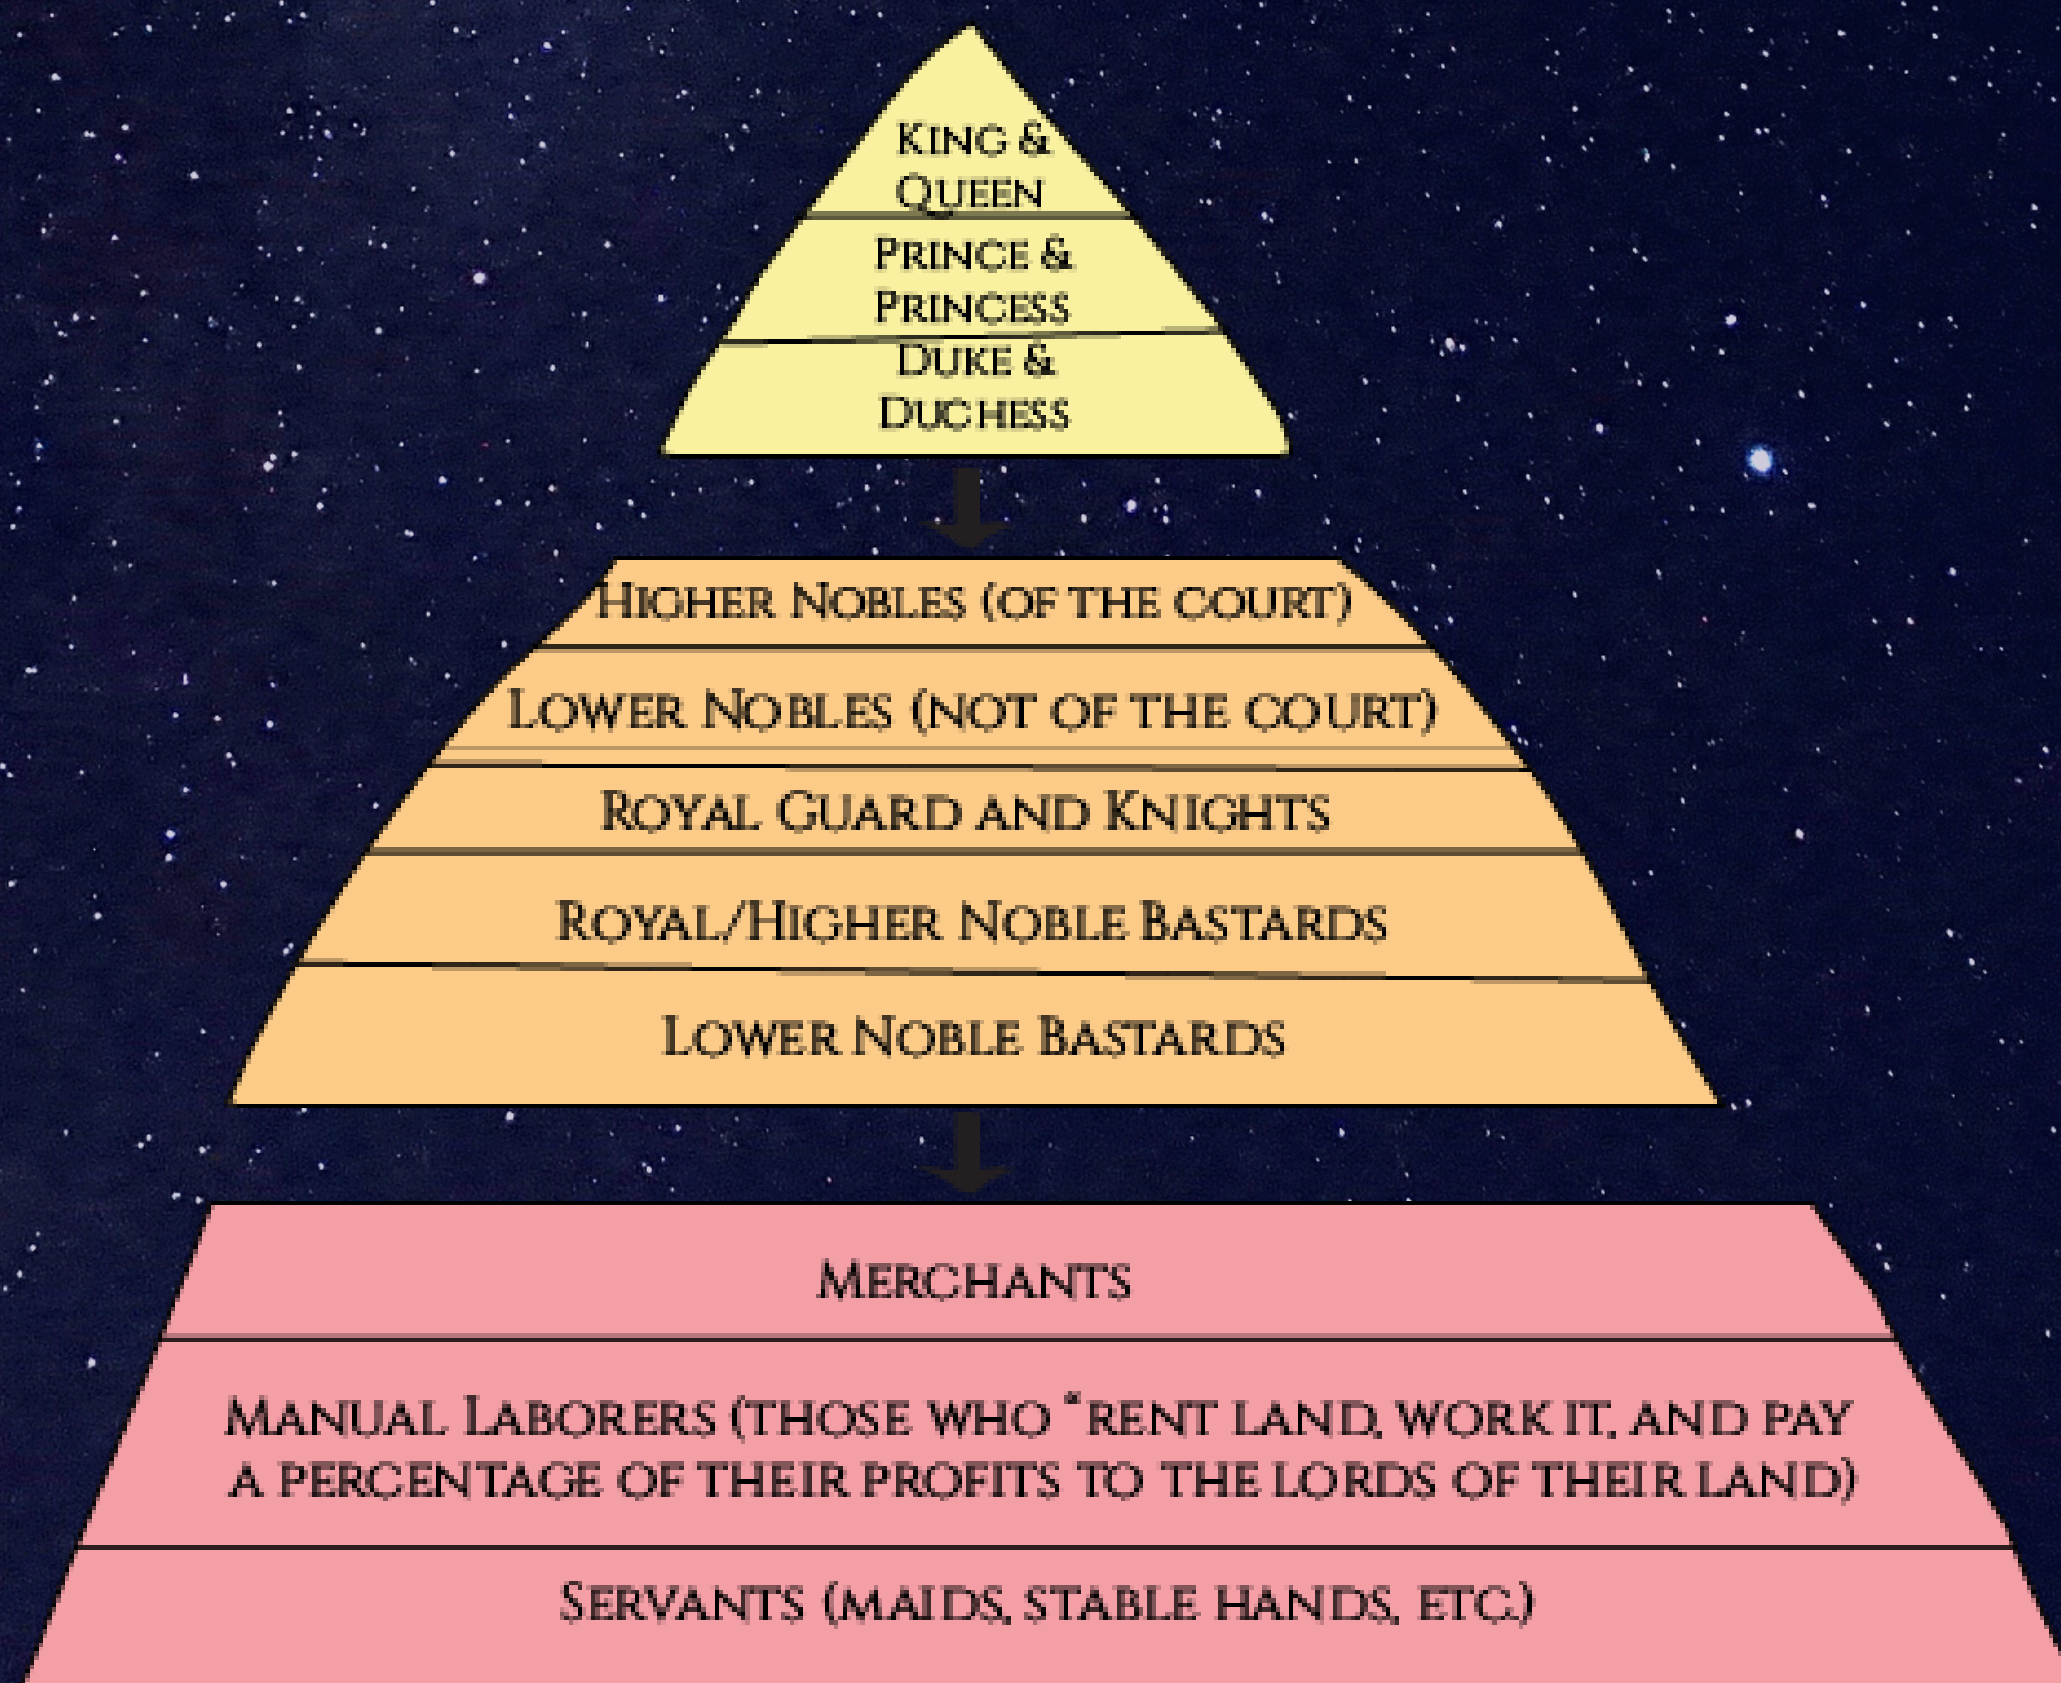 King &
Queen
Prince &
Princess
Duke &
Duchess
Higher Nobles (of the court)
Lower Nobles (not of the court)
Royal Guard and Knights
Royal/Higher Noble Bastards
Lower Noble Bastards
Merchants
Manual Laborers (those who "rent land, work it, and pay
a percentage of their profits to the lords of their land)
Servants (maids, stable hands, etc.)